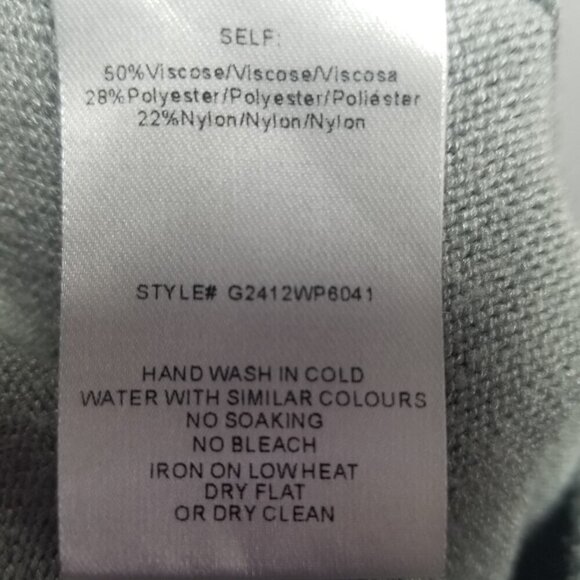 SELF:
50%Viscose/Viscose/Viscosa
28%Polyester/Polyester/Poliéster
22%Nylon/Nylon/Nylon
STYLE# G2412WP6041
HAND WASH IN COLD
WATER WITH SIMILAR COLOURS
NO SOAKING
NO BLEACH
IRON ON LOW HEAT
DRY FLAT
OR DRY CLEAN